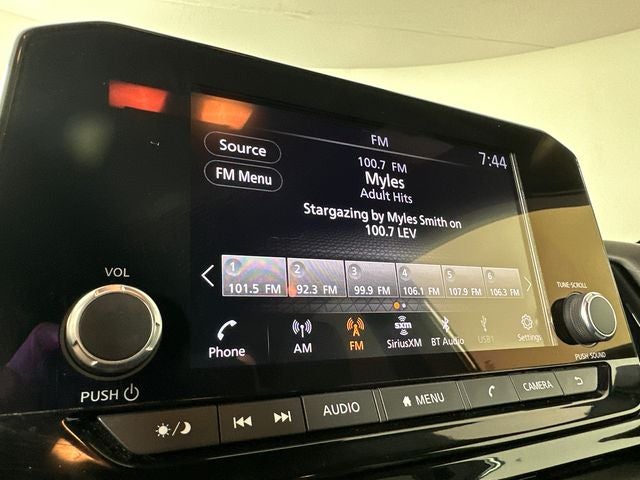 FM
7:44
Source
FM Menu
100.7 FM
Myles
Adult Hits
Stargazing by Myles Smith on
100.7 LEV
1 2 3 4 5 6
101.5 FM 92.3 FM 99.9 FM 106.1 FM 107.9 FM 106.3 FM
Phone AM FM SiriusXM BT Audio USB1 Settings
sxm
VOL
PUSH
TUNE·SCROLL
PUSH SOUND
AUDIO MENU CAMERA